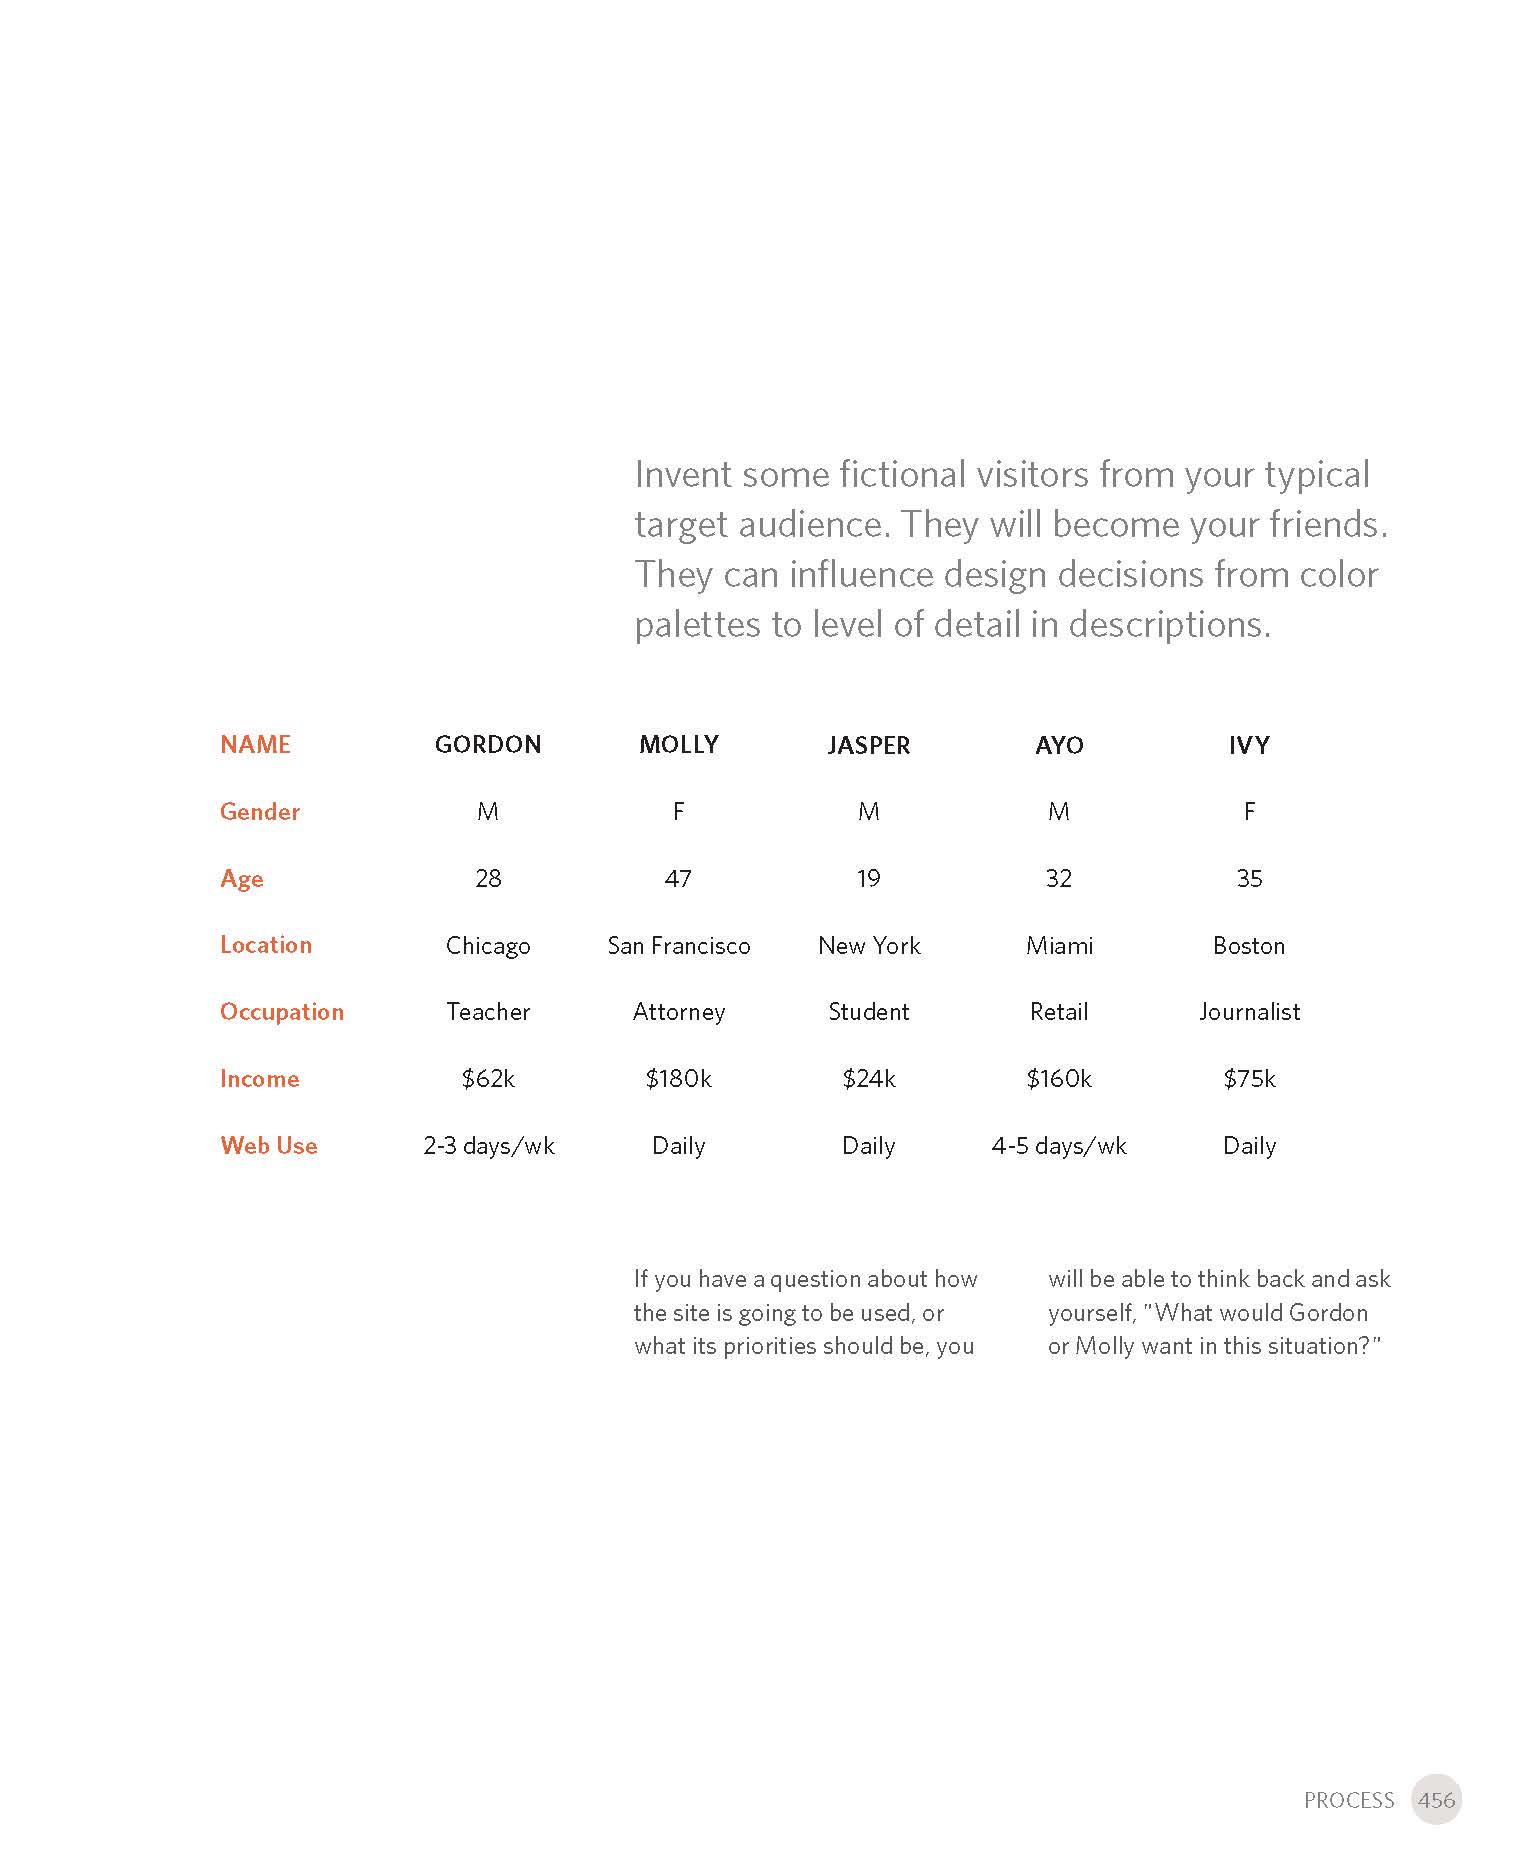 Invent some fictional visitors from your typical
target audience. They will become your friends.
They can influence design decisions from color
palettes to level of detail in descriptions.
NAME GORDON MOLLY JASPER AYO IVY
Gender M F M M F
Age 28 47 19 32 35
Location Chicago San Francisco New York Miami Boston
Occupation Teacher Attorney Student Retail Journalist
Income $62k $180k $24k $160k $75k
Web Use 2-3 days/wk Daily Daily 4-5 days/wk Daily
If you have a question about how
the site is going to be used, or
what its priorities should be, you
will be able to think back and ask
yourself, "What would Gordon
or Molly want in this situation?"
PROCESS 456